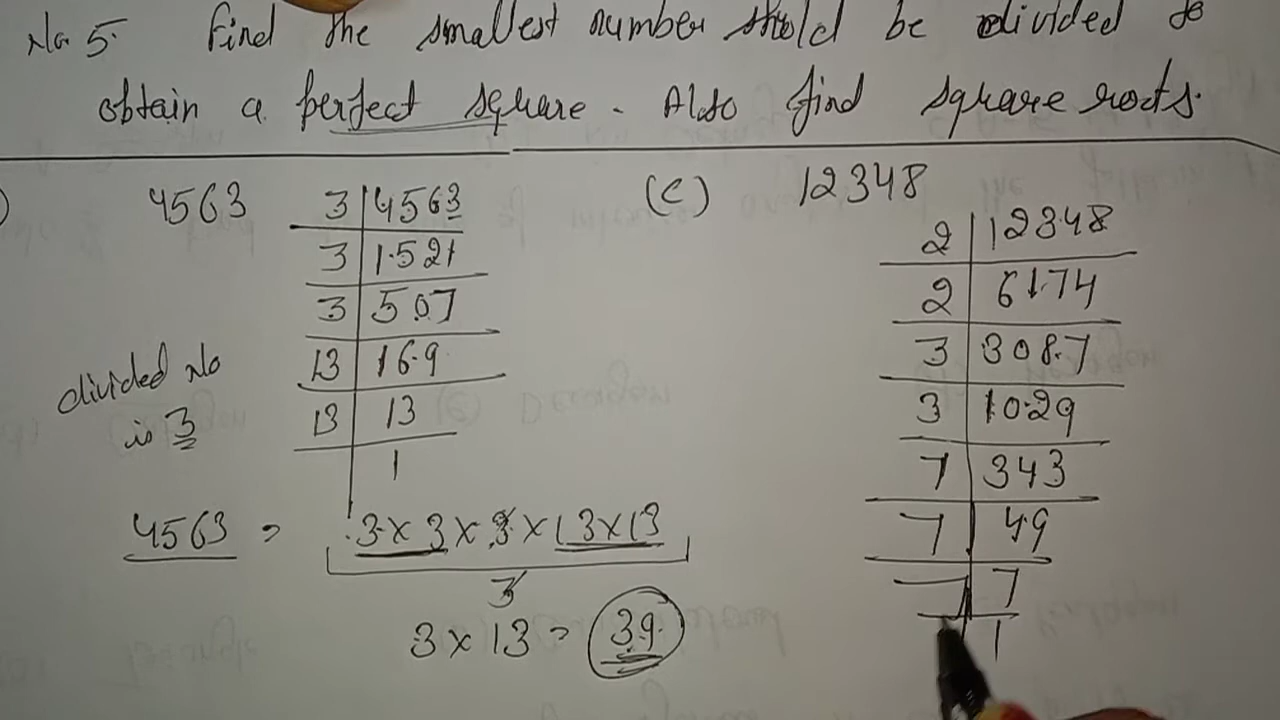 No. 5. Find the smallest number should be divided to
obtain a perfect square. Also find square roots.
)
4563
3 | 4563
3 | 1521
3 | 507
13 | 169
13 | 13
1
divided No
is 3
4563 = 3 × 3 × 3 × 13 × 13
3
3 × 13 = 39
(C) 12348
2 | 12348
2 | 6174
3 | 3087
3 | 1029
7 | 343
7 | 49
7 | 7
1